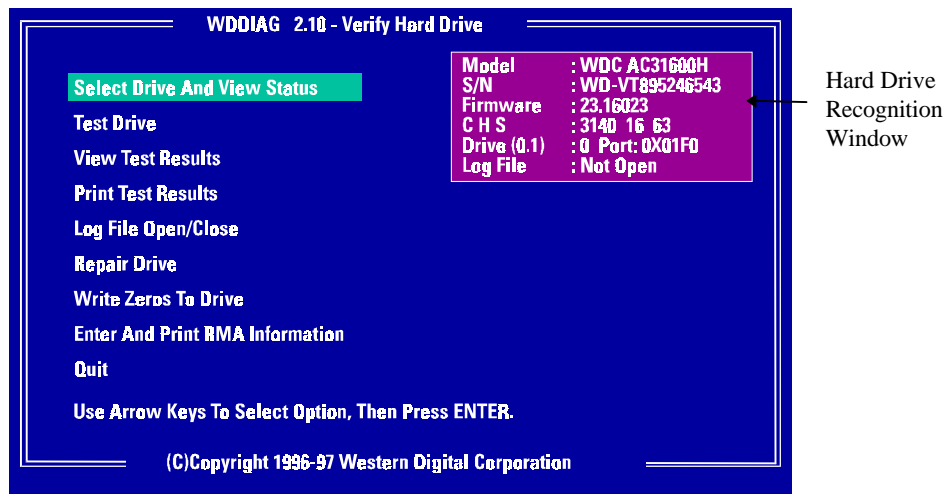 WDDIAG 2.10 - Verify Hard Drive
Model : WDC AC31600H
S/N : WD-VT895246543
Firmware : 23.16023
C H S : 3140 16 63
Drive (0.1) : 0 Port: 0X01F0
Log File : Not Open
Hard Drive
Recognition
Window
Select Drive And View Status
Test Drive
View Test Results
Print Test Results
Log File Open/Close
Repair Drive
Write Zeros To Drive
Enter And Print RMA Information
Quit
Use Arrow Keys To Select Option, Then Press ENTER.
(C)Copyright 1996-97 Western Digital Corporation